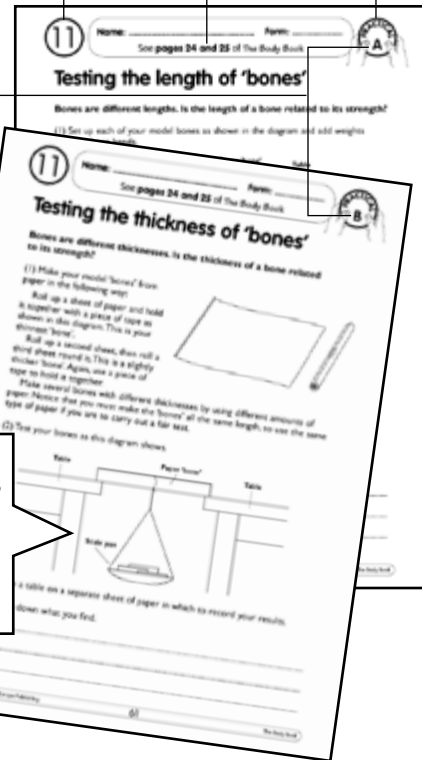 11
Name: Form:
See pages 24 and 25 of The Body Book
PRACTICAL
A
Testing the length of 'bones'
Bones are different lengths. Is the length of a bone related to its strength?
(1) Set up each of your model bones as shown in the diagram and add weights
Table
11
Name: Form:
See pages 24 and 25 of The Body Book
PRACTICAL
B
Testing the thickness of 'bones'
Bones are different thicknesses. Is the thickness of a bone related
to its strength?
(1) Make your model 'bones' from
paper in the following way:
Roll up a sheet of paper and hold
it together with a piece of tape as
shown in this diagram. This is your
thinnest 'bone'.
Roll up a second sheet, then roll a
third sheet round it. This is a slightly
thicker 'bone'. Again, use a piece of
tape to hold it together.
Make several bones with different thicknesses by using different amounts of
paper. Notice that you must make the 'bones' all the same length, so use the same
type of paper if you are to carry out a fair test.
(2) Test your bones as this diagram shows.
Table
Paper 'bone'
Table
Scale pan
a table on a separate sheet of paper in which to record your results.
down what you find.
Publishing
61
The Body Book
The Body Book